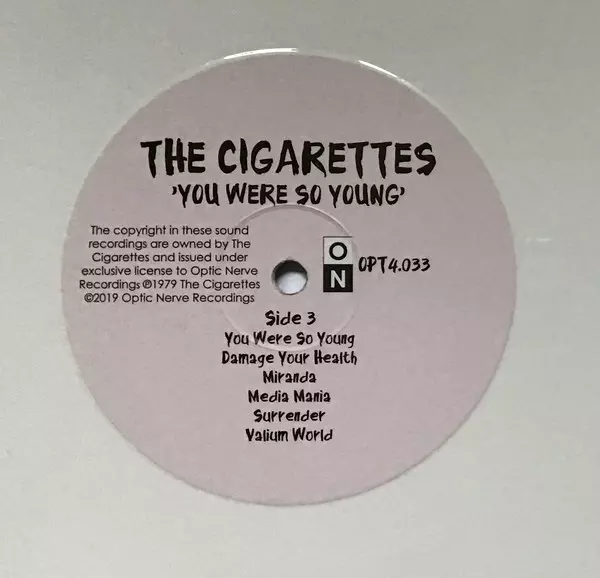 THE CIGARETTES
'YOU WERE SO YOUNG'
The copyright in these sound
recordings are owned by The
Cigarettes and issued under
exclusive license to Optic Nerve
Recordings ℗1979 The Cigarettes
©2019 Optic Nerve Recordings
O
N
OPT4.033
Side 3
You Were So Young
Damage Your Health
Miranda
Media Mania
Surrender
Valium World